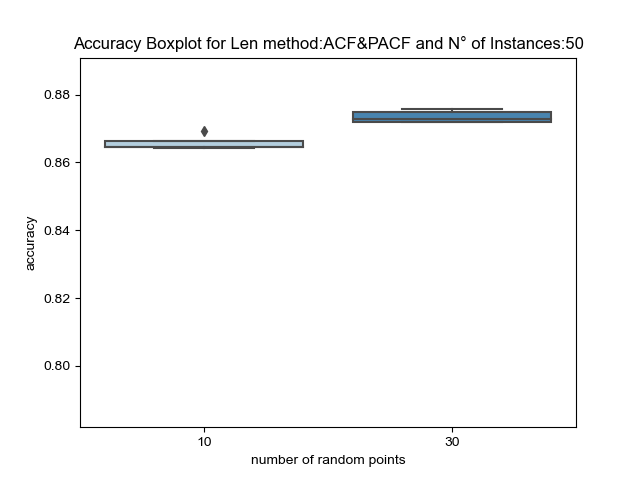 Accuracy Boxplot for Len method:ACF&PACF and N° of Instances:50
0.88
0.86
0.84
0.82
0.80
accuracy
10 30
number of random points